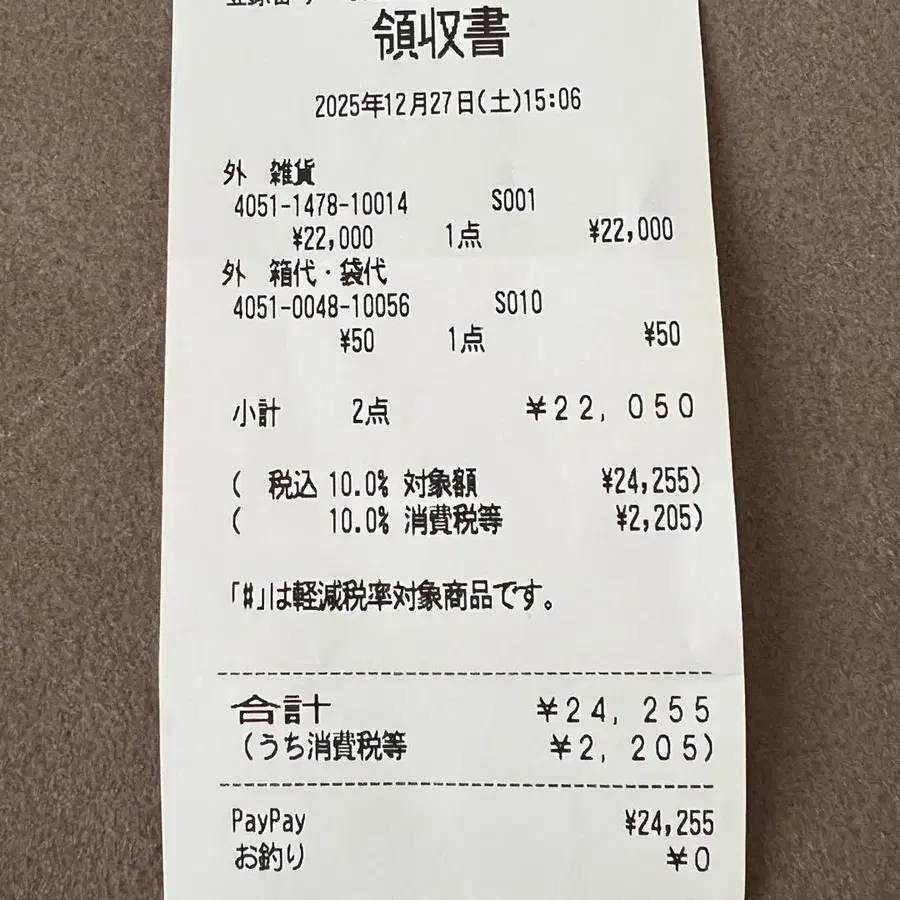 領収書
2025年12月27日(土)15:06
外 雑貨
4051-1478-10014 S001
¥22,000 1点 ¥22,000
外 箱代・袋代
4051-0048-10056 S010
¥50 1点 ¥50
小計 2点 ¥22,050
( 税込 10.0% 対象額 ¥24,255)
( 10.0% 消費税等 ¥2,205)
「#」は軽減税率対象商品です。
合計 ¥24,255
(うち消費税等 ¥2,205)
PayPay ¥24,255
お釣り ¥0